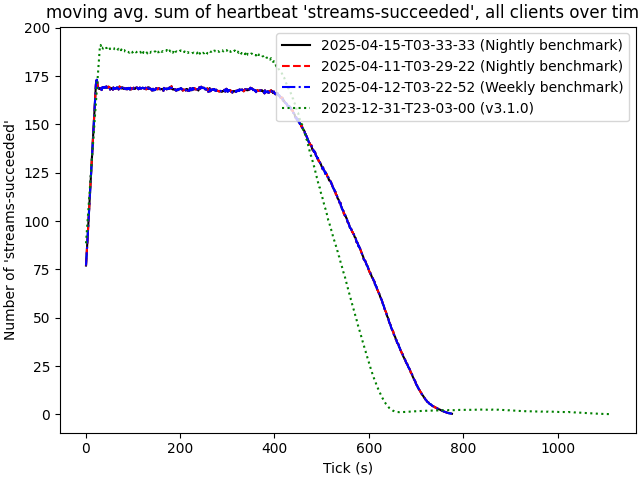 moving avg. sum of heartbeat 'streams-succeeded', all clients over tim
2025-04-15-T03-33-33 (Nightly benchmark)
2025-04-11-T03-29-22 (Nightly benchmark)
2025-04-12-T03-22-52 (Weekly benchmark)
2023-12-31-T23-03-00 (v3.1.0)
Number of 'streams-succeeded'
200
175
150
125
100
75
50
25
0
0 200 400 600 800 1000
Tick (s)